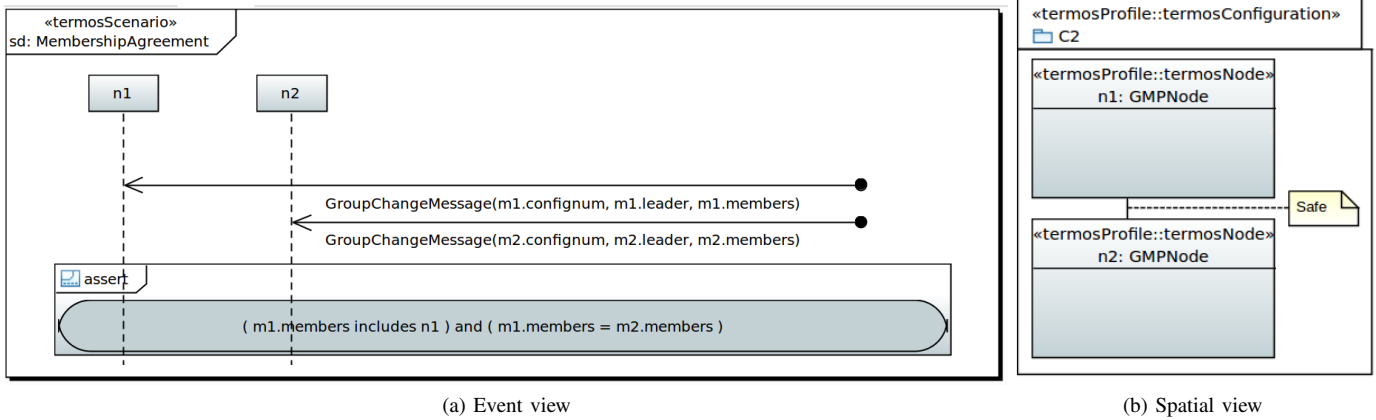 «termosScenario»
sd: MembershipAgreement
n1
n2
GroupChangeMessage(m1.confignum, m1.leader, m1.members)
GroupChangeMessage(m2.confignum, m2.leader, m2.members)
assert
( m1.members includes n1 ) and ( m1.members = m2.members )
(a) Event view
«termosProfile::termosConfiguration»
C2
«termosProfile::termosNode»
n1: GMPNode
Safe
«termosProfile::termosNode»
n2: GMPNode
(b) Spatial view